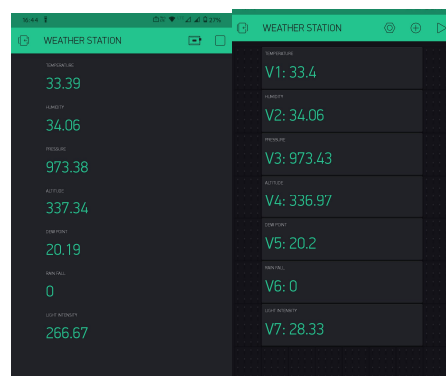 16:44
27%
WEATHER STATION
TEMPERATURE
33.39
HUMIDITY
34.06
PRESSURE
973.38
ALTITUDE
337.34
DEW POINT
20.19
RAIN FALL
0
LIGHT INTENSITY
266.67
WEATHER STATION
TEMPERATURE
V1: 33.4
HUMIDITY
V2: 34.06
PRESSURE
V3: 973.43
ALTITUDE
V4: 336.97
DEW POINT
V5: 20.2
RAIN FALL
V6: 0
LIGHT INTENSITY
V7: 28.33